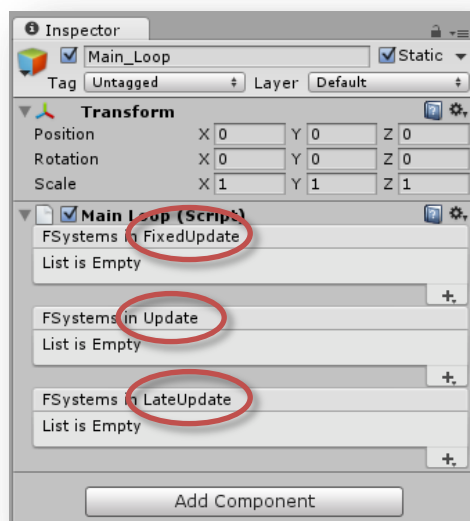 Inspector
Main_Loop Static
Tag Untagged Layer Default
Transform
Position X 0 Y 0 Z 0
Rotation X 0 Y 0 Z 0
Scale X 1 Y 1 Z 1
Main Loop (Script)
FSystems in FixedUpdate
List is Empty
FSystems in Update
List is Empty
FSystems in LateUpdate
List is Empty
Add Component